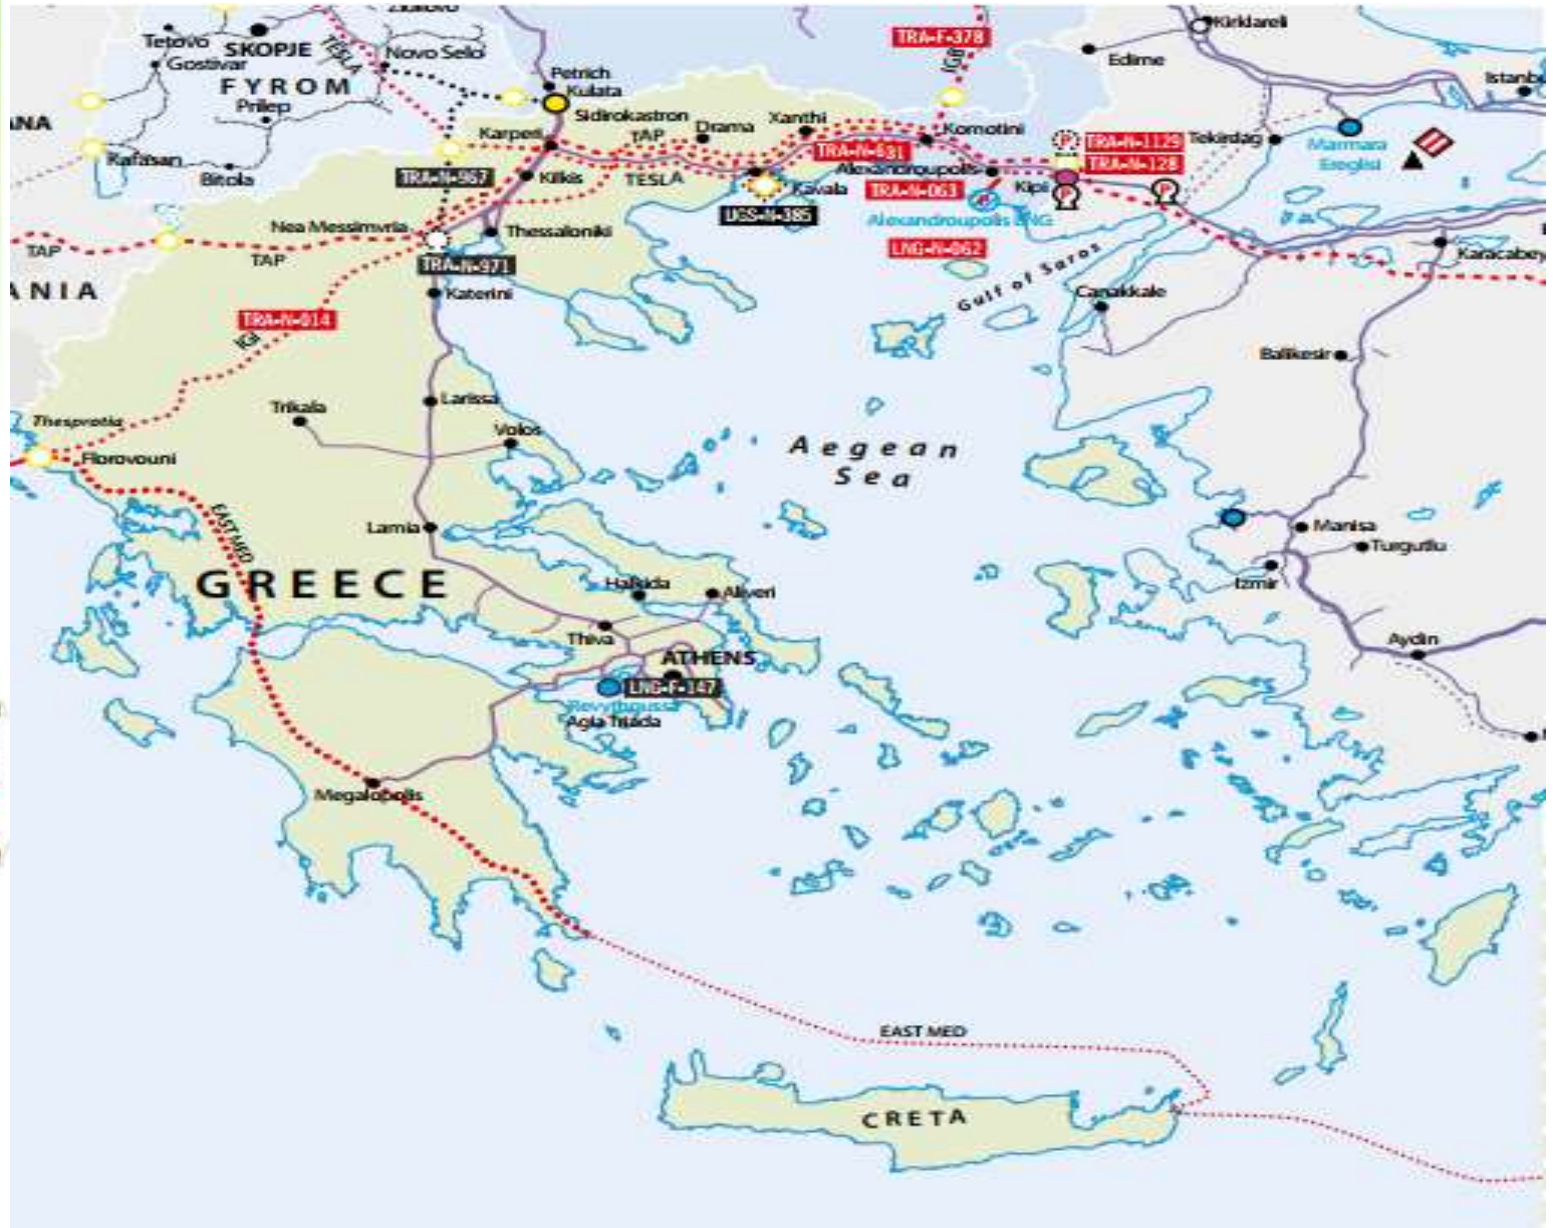 Kirklareli
Tetovo
SKOPJE
TESLA
Novo Selo
TRA-F-378
IGB
Edirne
Gostivar
FYROM
Petrich
Kulata
Istanbu
Prilep
Sidirokastron
Xanthi
ANA
Karperi
TAP
Drama
Komotini
TRA-N-1129
Tekirdag
Marmara
Ereglisi
Kafasan
TRA-N-631
TRA-N-128
Bitola
TRA-N-967
Kilkis
TESLA
Kavala
Alexandroupolis
TRA-N-063
Kipi
UGS-N-385
Alexandroupolis LNG
Nea Messimvria
Thessaloniki
TAP
TAP
TRA-N-971
LNG-N-062
Karacabey
ANIA
Katerini
Gulf of Saros
Canakkale
TRA-N-014
IGI
Ballikesir
Larissa
Trikala
Thesprotia
Volos
Aegean
Sea
Florovouni
EAST MED
Lamia
Manisa
Turgutlu
GREECE
Halkida
Aliveri
Izmir
Thiva
ATHENS
Aydin
LNG-F-147
Revythoussa
Agia Triada
Megalopolis
EAST MED
CRETA